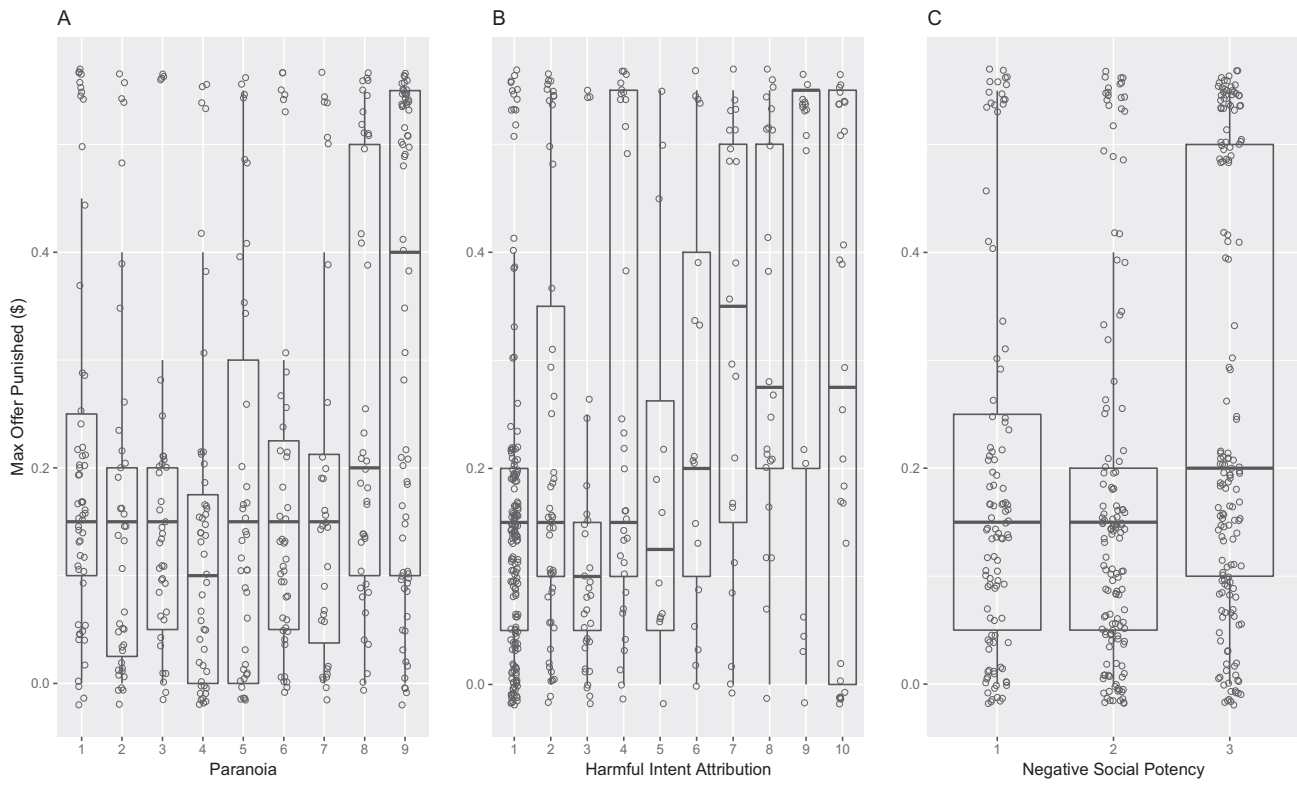 A
B
C
Max Offer Punished ($)
0.4
0.2
0.0
1 2 3 4 5 6 7 8 9
Paranoia
0.4
0.2
0.0
1 2 3 4 5 6 7 8 9 10
Harmful Intent Attribution
0.4
0.2
0.0
1 2 3
Negative Social Potency